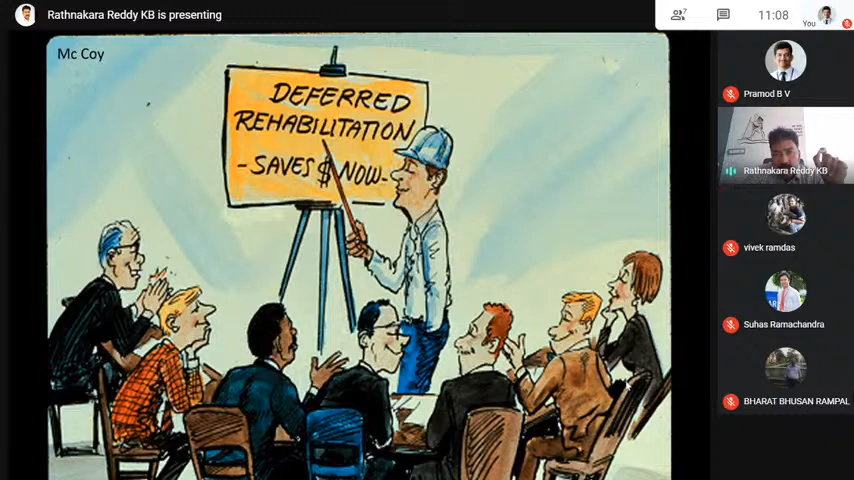 Rathnakara Reddy KB is presenting
7
11:08
You
Mc Coy
DEFERRED
REHABILITATION
- SAVES $ NOW -
Pramod B V
Rathnakara Reddy KB
vivek ramdas
Suhas Ramachandra
BHARAT BHUSAN RAMPAL